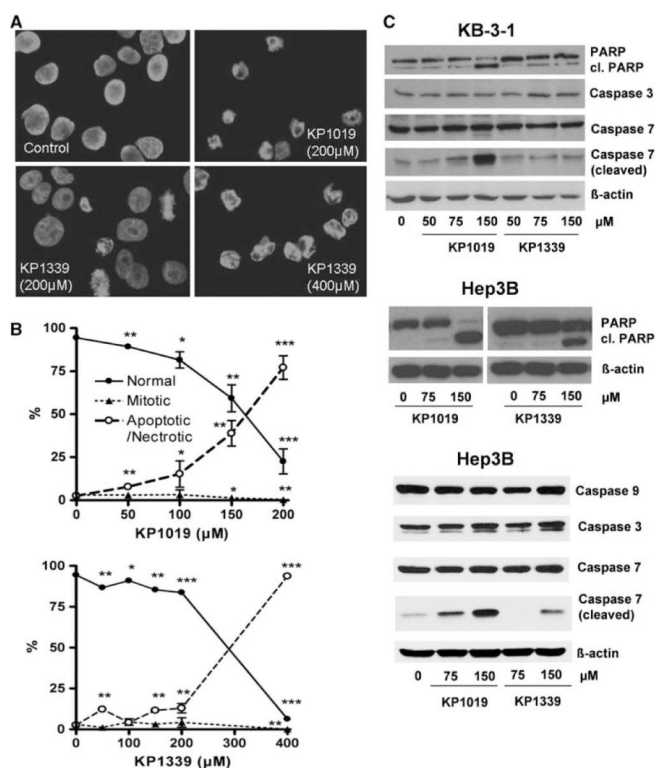 A
Control
KP1019
(200µM)
KP1339
(200µM)
KP1339
(400µM)
B
100
75
50
25
0
%
Normal
Mitotic
Apoptotic
/Nectrotic
** * ** ***
** * ** ***
* **
0 50 100 150 200
KP1019 (µM)
100
75
50
25
0
%
** * ** *** ***
** ** ** ***
**
0 100 200 300 400
KP1339 (µM)
C
KB-3-1
PARP
cl. PARP
Caspase 3
Caspase 7
Caspase 7
(cleaved)
ß-actin
0 50 75 150 50 75 150 µM
KP1019 KP1339
Hep3B
PARP
cl. PARP
ß-actin
0 75 150 0 75 150 µM
KP1019 KP1339
Hep3B
Caspase 9
Caspase 3
Caspase 7
Caspase 7
(cleaved)
ß-actin
0 75 150 75 150 µM
KP1019 KP1339